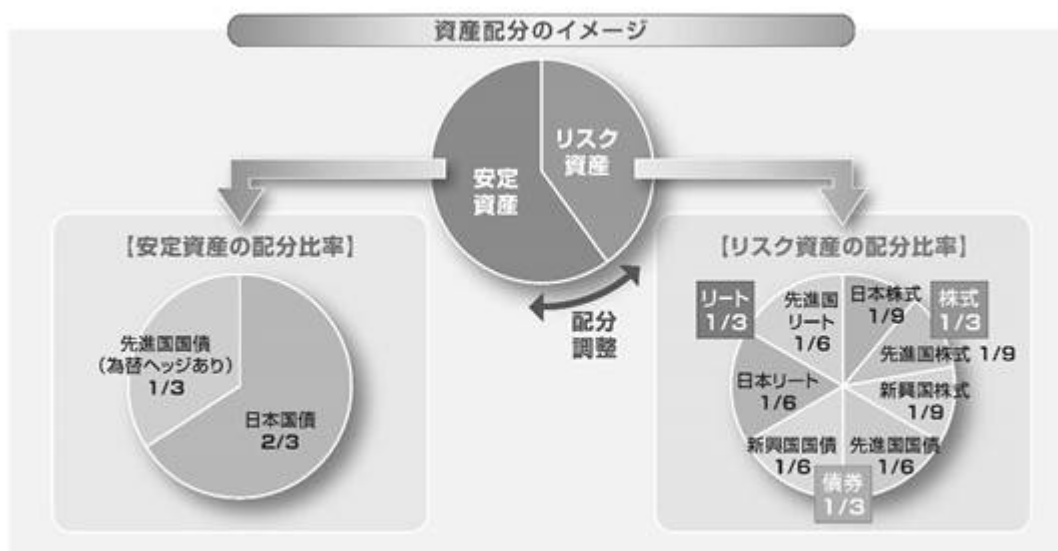 資産配分のイメージ
リスク
資産
安定
資産
配分
調整
【安定資産の配分比率】
先進国国債
（為替ヘッジあり）
1/3
日本国債
2/3
【リスク資産の配分比率】
リート
1/3
先進国
リート
1/6
日本株式
1/9
株式
1/3
先進国株式 1/9
新興国株式
1/9
日本リート
1/6
新興国国債
1/6
先進国国債
1/6
債券
1/3